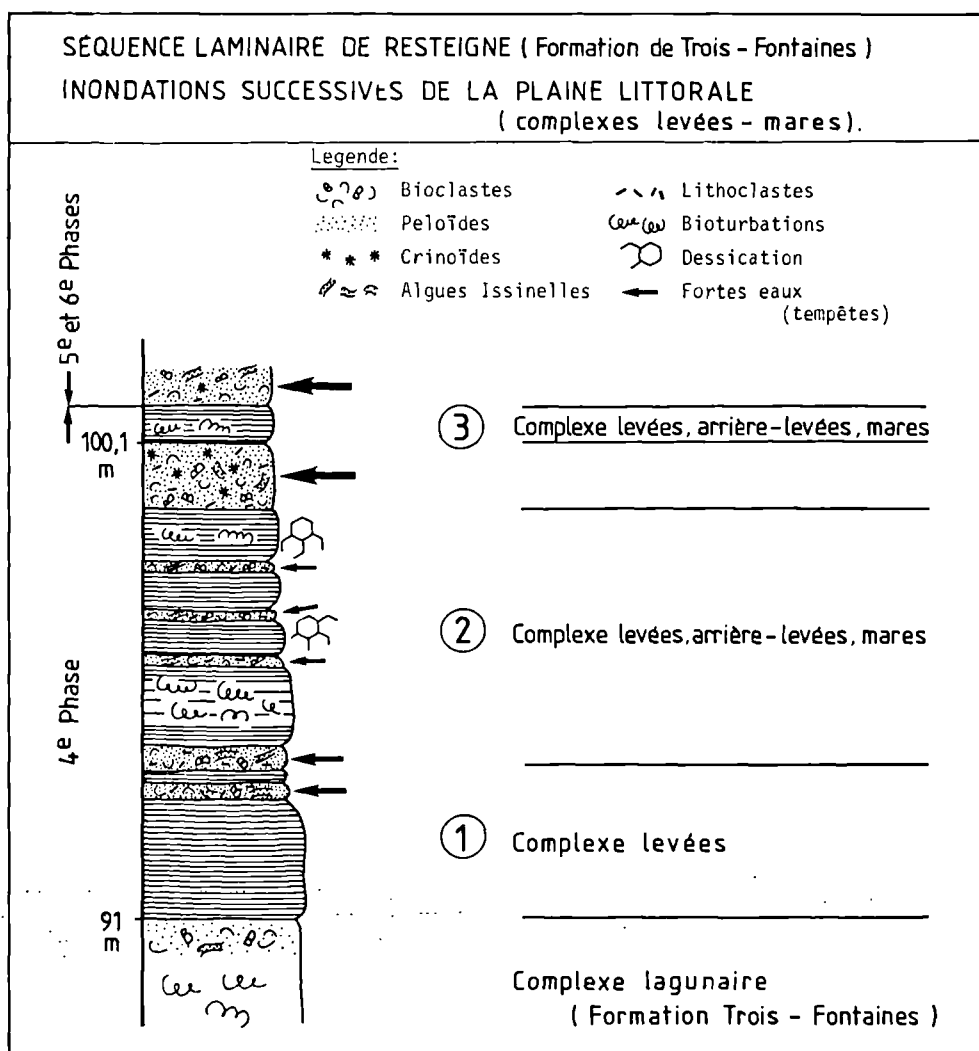 SÉQUENCE LAMINAIRE DE RESTEIGNE ( Formation de Trois - Fontaines )
INONDATIONS SUCCESSIVES DE LA PLAINE LITTORALE
( complexes levées - mares ).
Legende:
Bioclastes
Lithoclastes
Peloïdes
Bioturbations
Crinoïdes
Dessication
Algues Issinelles
Fortes eaux
(tempêtes)
5e et 6e Phases
4e Phase
100,1
m
91
m
3 Complexe levées, arrière-levées, mares
2 Complexe levées, arrière-levées, mares
1 Complexe levées
Complexe lagunaire
( Formation Trois - Fontaines )